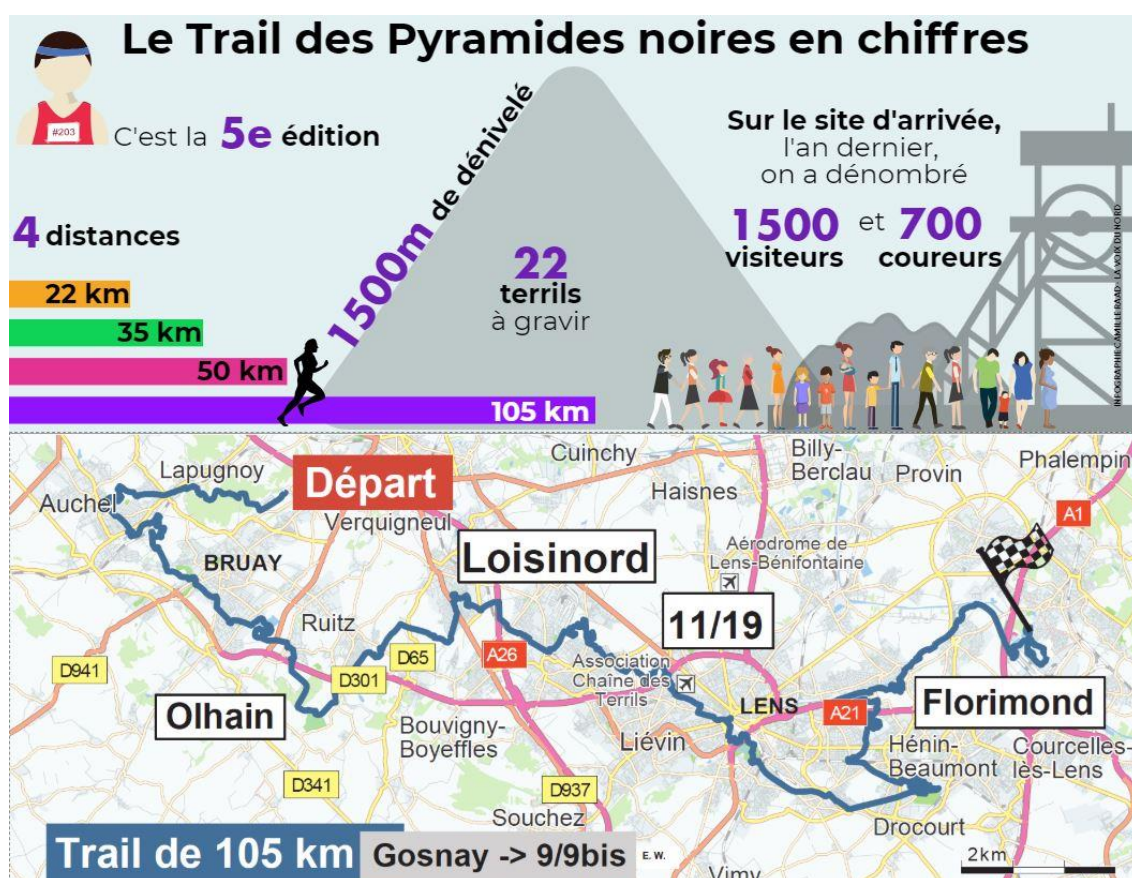 Le Trail des Pyramides noires en chiffres
#203
C'est la 5e édition
4 distances
22 km
35 km
50 km
105 km
1500m de dénivelé
22
terrils
à gravir
Sur le site d'arrivée,
l'an dernier,
on a dénombré
1500 et 700
visiteurs coureurs
INFOGRAPHIE CAMILLE RAAD - LA VOIX DU NORD
Cuinchy
Billy-
Berclau
Provin
Phalempin
Lapugnoy
Départ
Haisnes
Auchel
Verquigneul
A1
BRUAY
Loisinord
Aérodrome de
Lens-Bénifontaine
Ruitz
11/19
D65
A26
D941
D301
Association
Chaîne des
Terrils
Olhain
LENS
A21
Florimond
Bouvigny-
Boyeffles
Liévin
Hénin-
Beaumont
Courcelles-
lès-Lens
D341
D937
Souchez
Drocourt
Trail de 105 km
Gosnay -> 9/9bis
E. W.
Vimy
2km